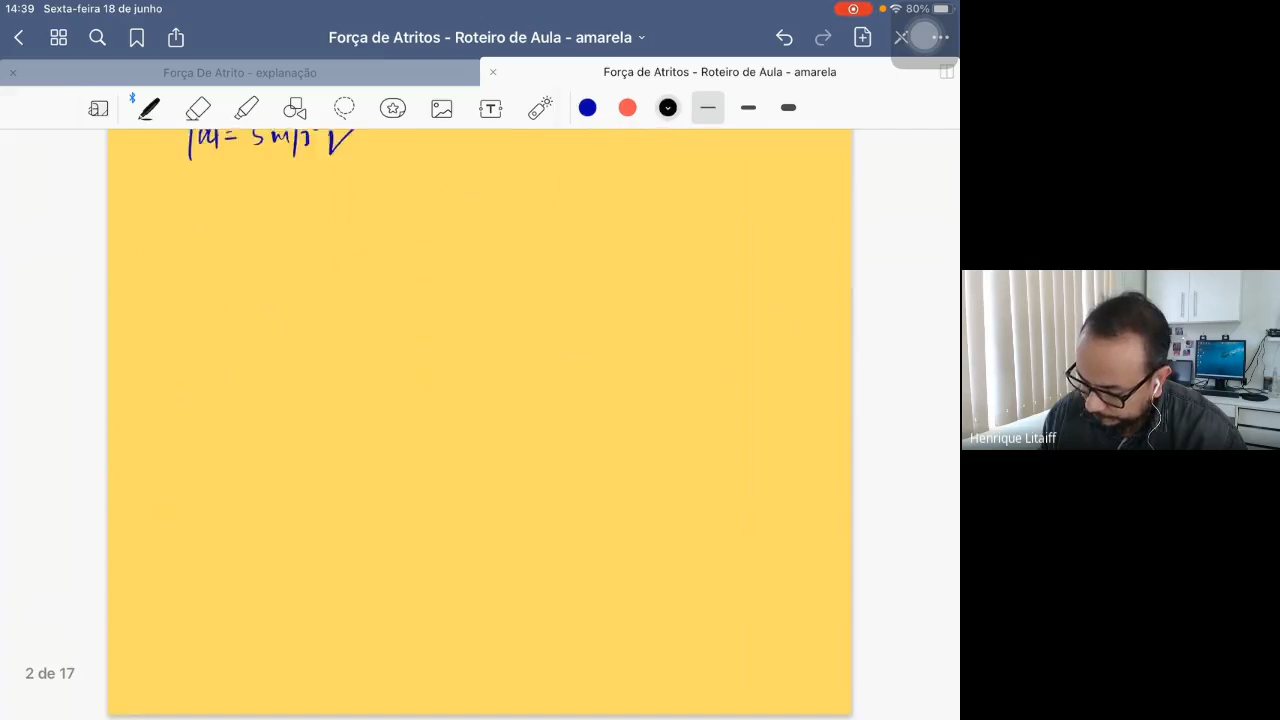 14:39 Sexta-feira 18 de junho
80%
Força de Atritos - Roteiro de Aula - amarela
Força De Atrito - explanação
Força de Atritos - Roteiro de Aula - amarela
T
2 de 17
Henrique Litaiff